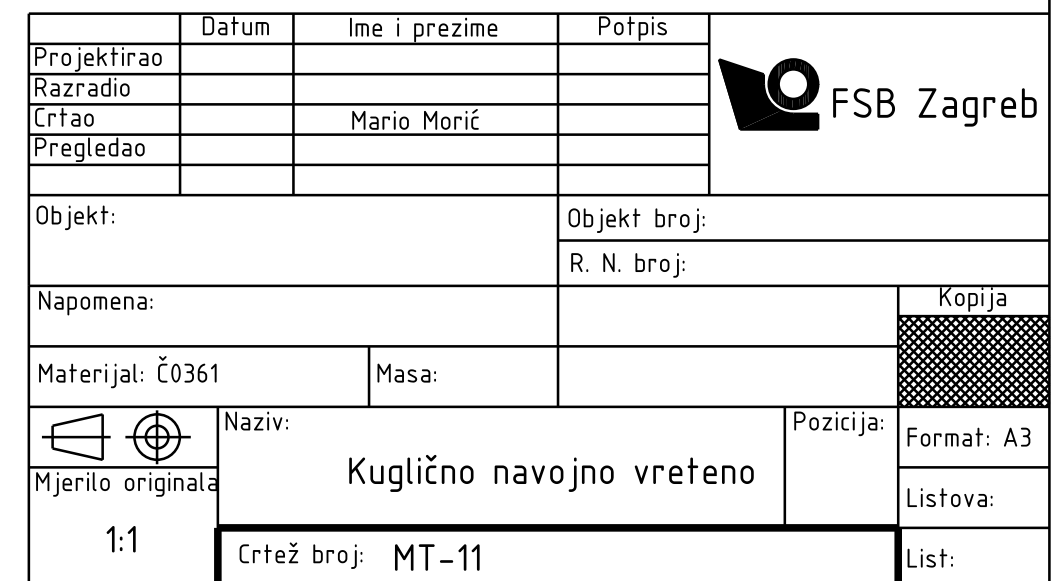 Datum Ime i prezime Potpis
Projektirao
Razradio
Crtao Mario Morić
Pregledao
FSB Zagreb
Objekt: Objekt broj:
R. N. broj:
Napomena: Kopija
Materijal: Č0361 Masa:
Naziv: Pozicija: Format: A3
Kuglično navojno vreteno
Mjerilo originala
Listova:
1:1
Crtež broj: MT-11 List: